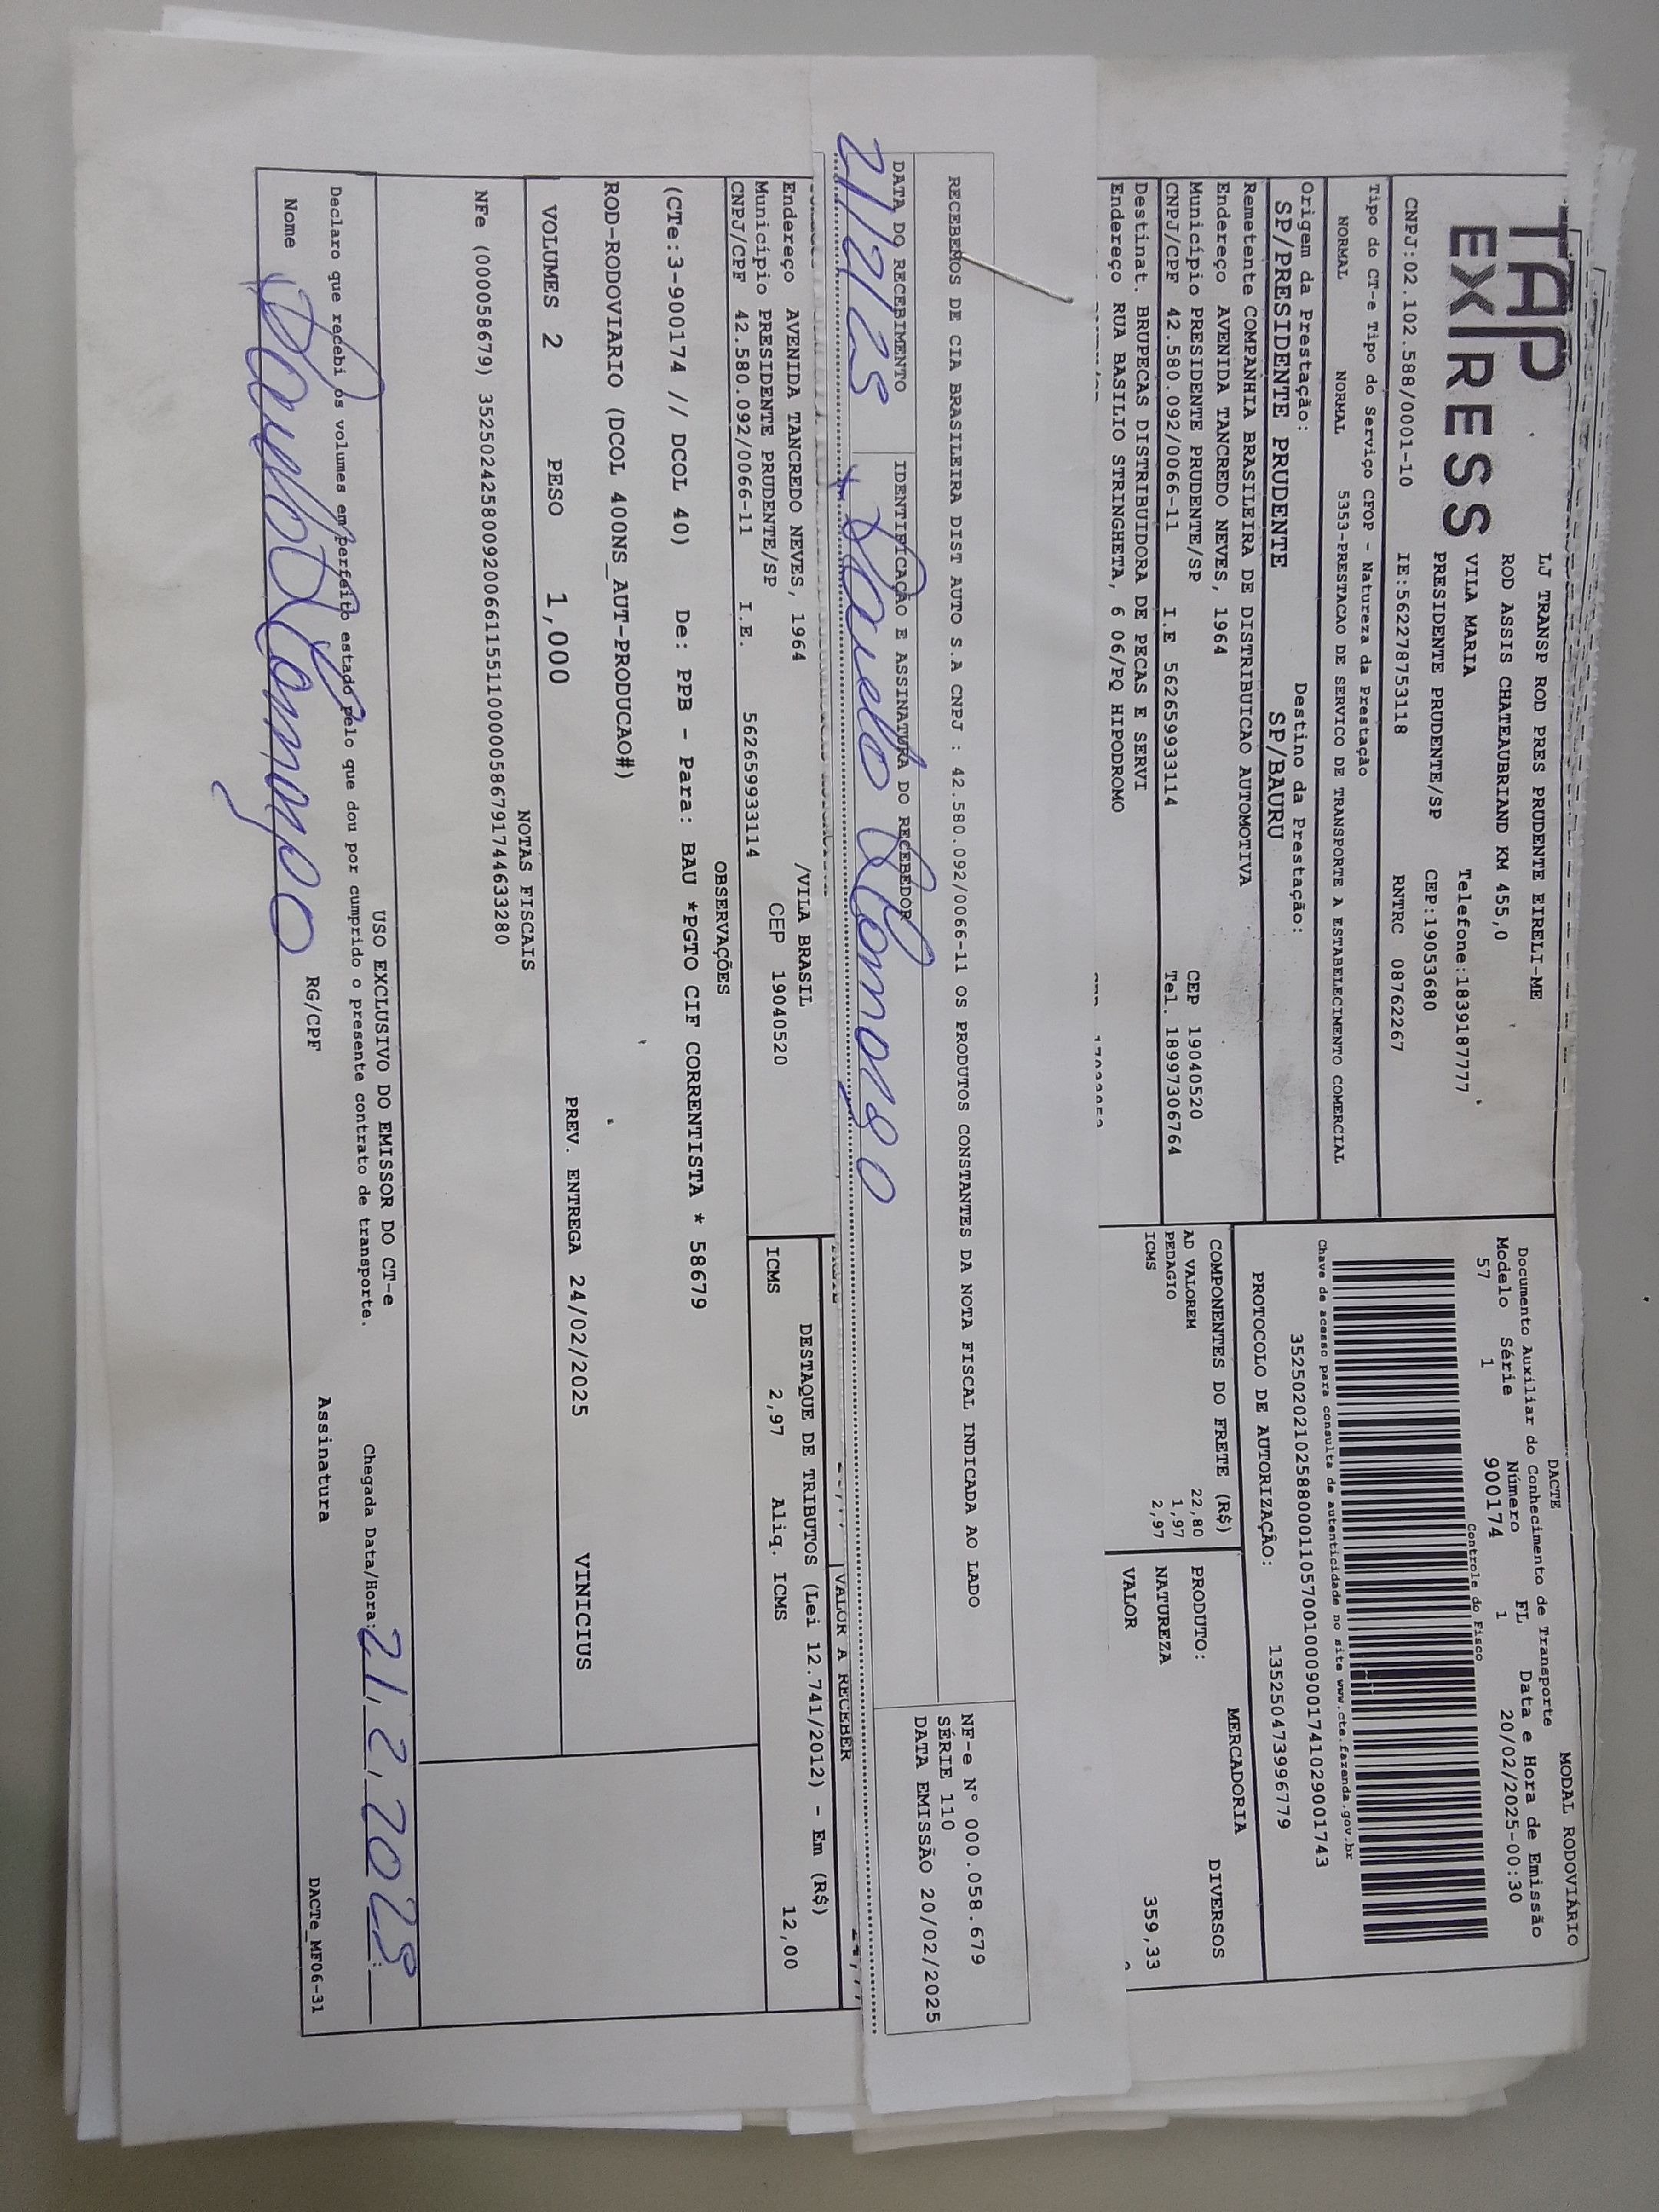 TAP
EXPRESS
LJ TRANSP ROD PRES PRUDENTE EIRELI-ME
ROD ASSIS CHATEAUBRIAND KM 455,0
VILA MARIA Telefone:1839187777
PRESIDENTE PRUDENTE/SP CEP:19053680
CNPJ:02.102.588/0001-10 IE:562278753118 RNTRC 08762267
Tipo do CT-e Tipo do Serviço CFOP - Natureza da Prestação
NORMAL NORMAL 5353-PRESTACAO DE SERVICO DE TRANSPORTE A ESTABELECIMENTO COMERCIAL
Origem da Prestação: Destino da Prestação:
SP/PRESIDENTE PRUDENTE SP/BAURU
Remetente COMPANHIA BRASILEIRA DE DISTRIBUICAO AUTOMOTIVA
Endereço AVENIDA TANCREDO NEVES, 1964
Município PRESIDENTE PRUDENTE/SP CEP 19040520
CNPJ/CPF 42.580.092/0066-11 I.E 562659933114 Tel. 18997306764
Destinat. BRUPECAS DISTRIBUIDORA DE PECAS E SERVI
Endereço RUA BASILIO STRINGHETA, 6 06/PQ HIPODROMO
MODAL RODOVIÁRIO
DACTE
Documento Auxiliar do Conhecimento de Transporte
Modelo Série Número FL Data e Hora de Emissão
57 1 900174 1 20/02/2025-00:30
Controle do Fisco
Chave de acesso para consulta de autenticidade no site www.cte.fazenda.gov.br
35250202102588000110570010009001741029001743
PROTOCOLO DE AUTORIZAÇÃO: 135250473996779
COMPONENTES DO FRETE (R$)
AD VALOREM 22,80
PEDAGIO 1,97
ICMS 2,97
MERCADORIA
PRODUTO: DIVERSOS
NATUREZA
VALOR 359,33
RECEBEMOS DE CIA BRASILEIRA DIST AUTO S.A CNPJ : 42.580.092/0066-11 OS PRODUTOS CONSTANTES DA NOTA FISCAL INDICADA AO LADO
NF-e Nº 000.058.679
SÉRIE 110
DATA EMISSÃO 20/02/2025
DATA DO RECEBIMENTO IDENTIFICAÇÃO E ASSINATURA DO RECEBEDOR
21/2/25
VALOR A RECEBER
Endereço AVENIDA TANCREDO NEVES, 1964 /VILA BRASIL
Município PRESIDENTE PRUDENTE/SP CEP 19040520
CNPJ/CPF 42.580.092/0066-11 I.E. 562659933114
DESTAQUE DE TRIBUTOS (Lei 12.741/2012) - Em (R$)
ICMS 2,97 Aliq. ICMS 12,00
OBSERVAÇÕES
(CTe:3-900174 // DCOL 40) De: PPB - Para: BAU *PGTO CIF CORRENTISTA * 58679
ROD-RODOVIARIO (DCOL 400NS_AUT-PRODUCAO#)
VOLUMES 2 PESO 1,000 PREV. ENTREGA 24/02/2025 VINICIUS
NOTAS FISCAIS
NFe (000058679) 35250242580092006611551100000586791744633280
USO EXCLUSIVO DO EMISSOR DO CT-e
Declaro que recebi os volumes em perfeito estado pelo que dou por cumprido o presente contrato de transporte. Chegada Data/Hora: 21, 2, 2025
Nome RG/CPF Assinatura
DACTe_MF06-31